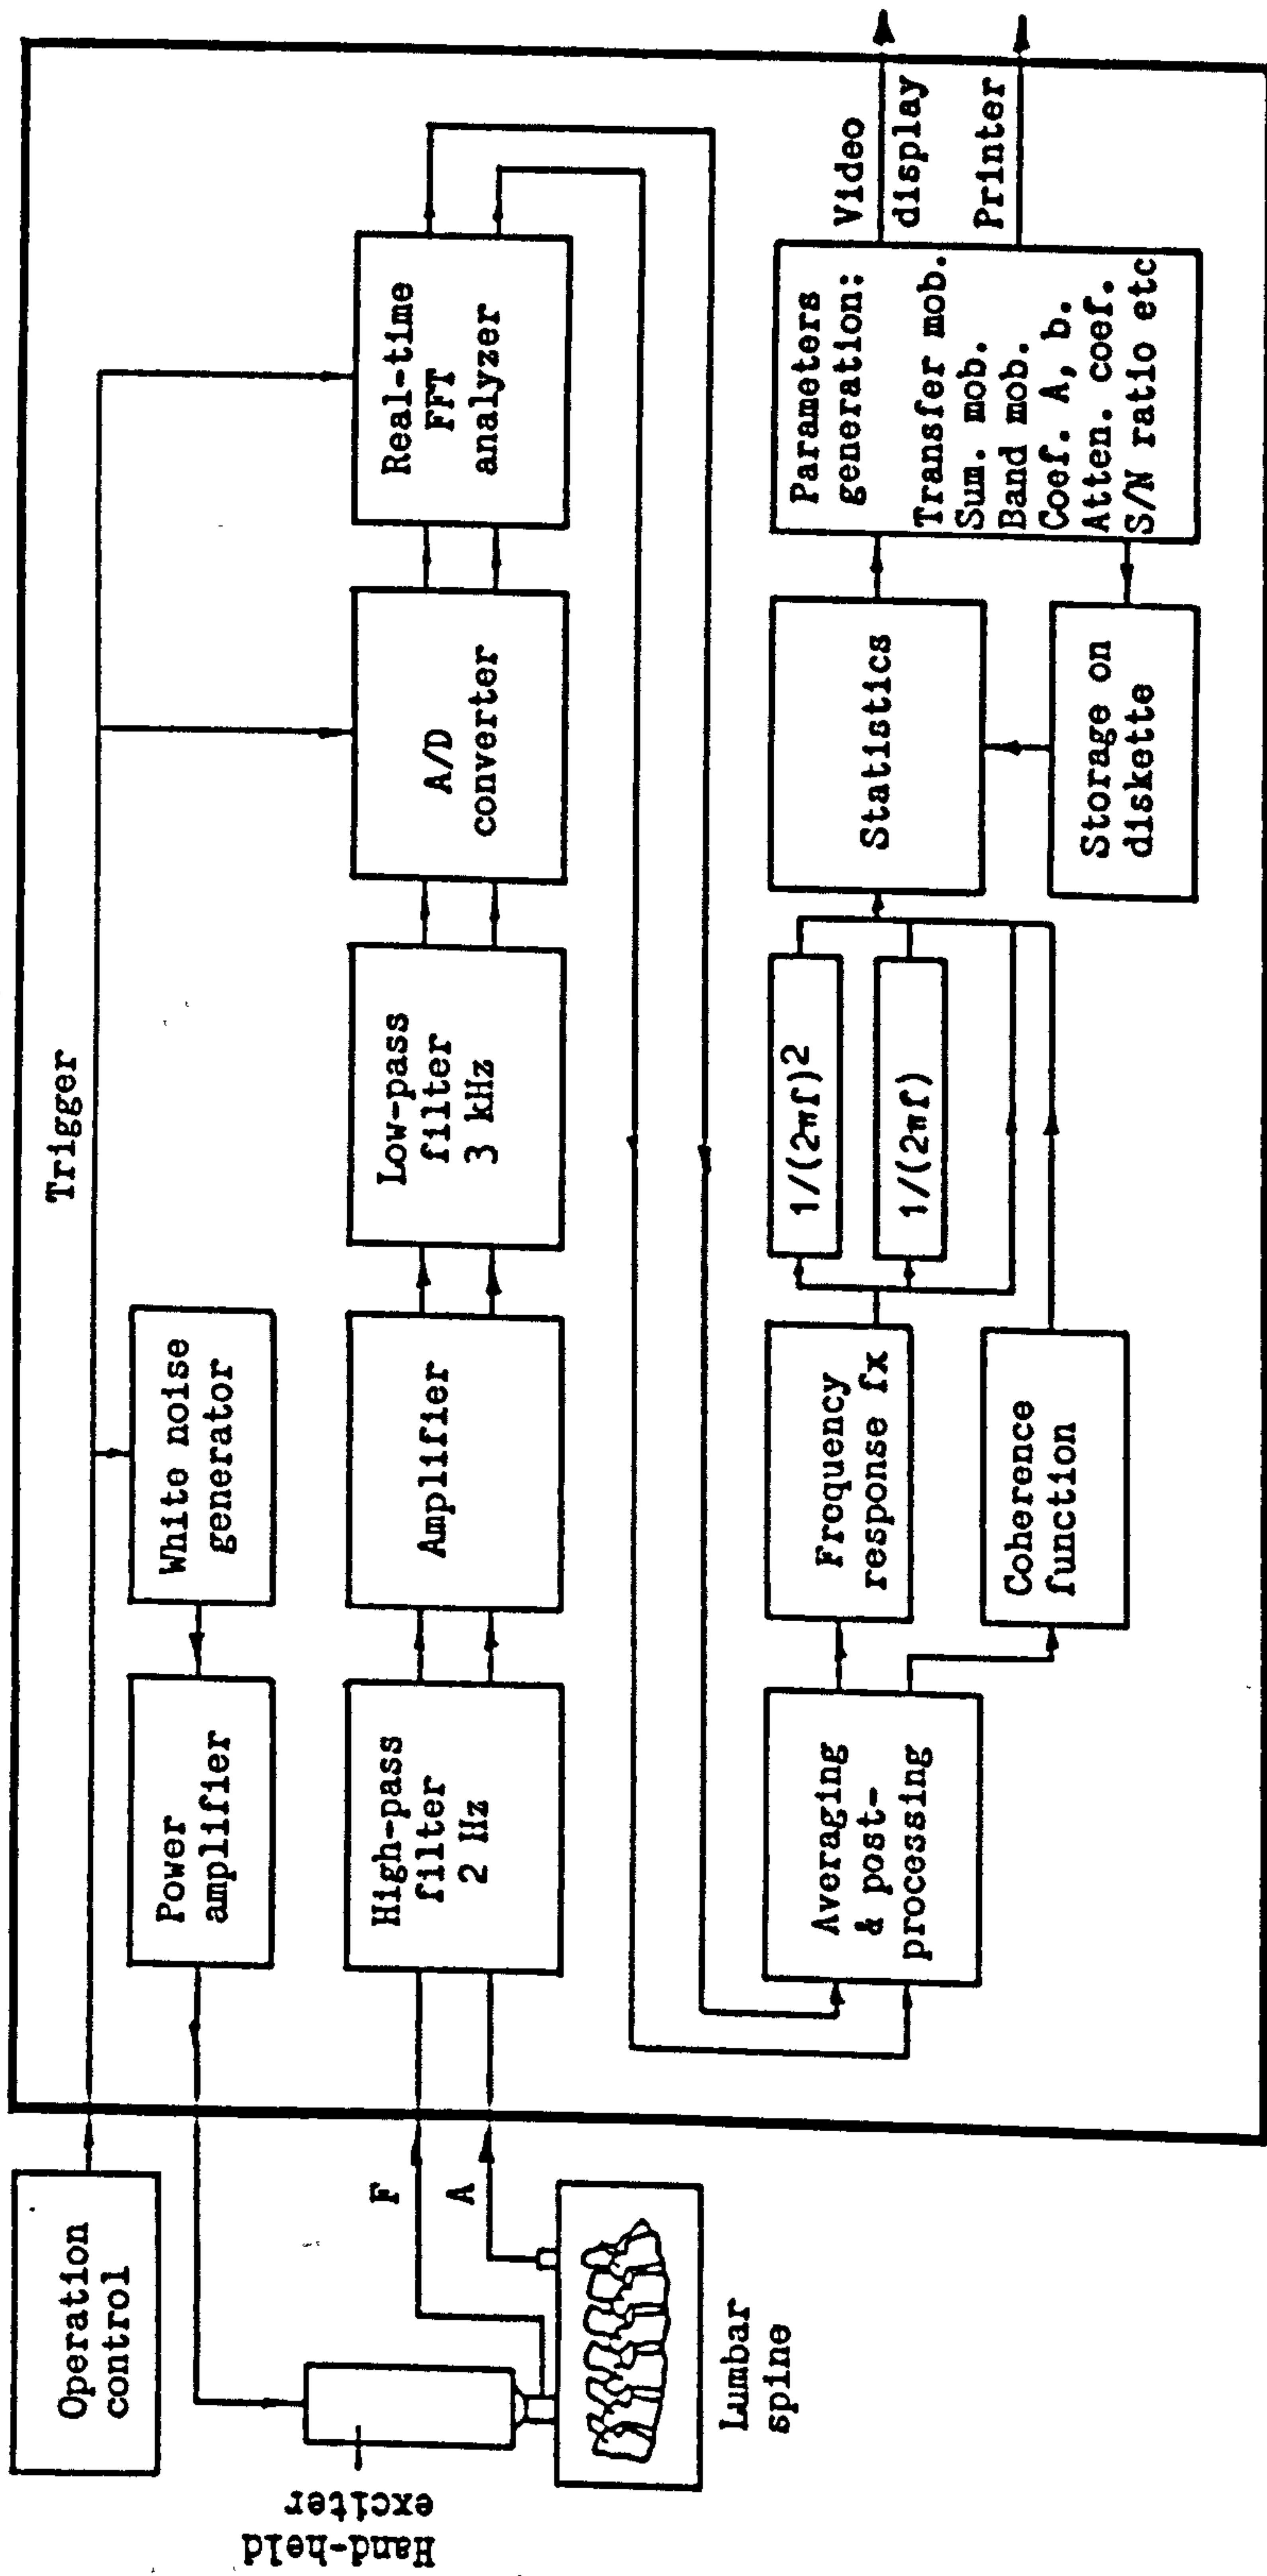 Operation
control
Trigger
Power
amplifier
White noise
generator
Hand-held
exciter
F
A
Lumbar
spine
High-pass
filter
2 Hz
Amplifier
Low-pass
filter
3 kHz
A/D
converter
Real-time
FFT
analyzer
Averaging
& post-
processing
Frequency
response fx
Coherence
function
1/(2πf)²
1/(2πf)
Statistics
Storage on
diskette
Parameters
generation:
Transfer mob.
Sum. mob.
Band mob.
Coef. A, b.
Atten. coef.
S/N ratio etc
Video
display
Printer